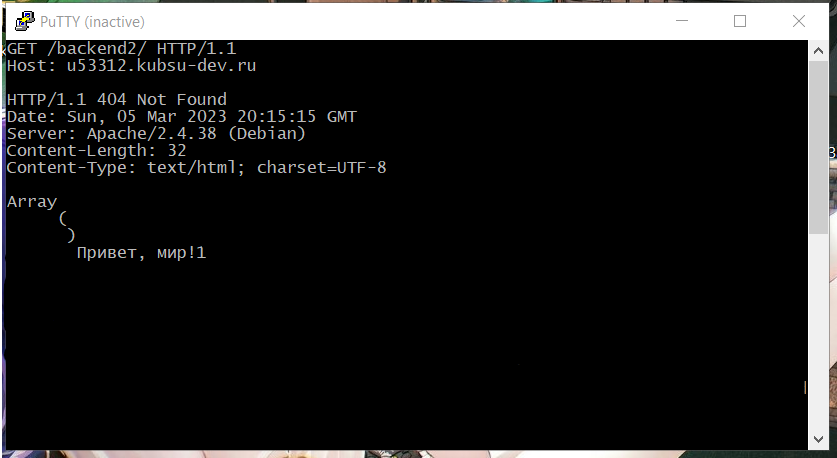 PuTTY (inactive)
GET /backend2/ HTTP/1.1
Host: u53312.kubsu-dev.ru
HTTP/1.1 404 Not Found
Date: Sun, 05 Mar 2023 20:15:15 GMT
Server: Apache/2.4.38 (Debian)
Content-Length: 32
Content-Type: text/html; charset=UTF-8
Array
(
)
Привет, мир!1
3